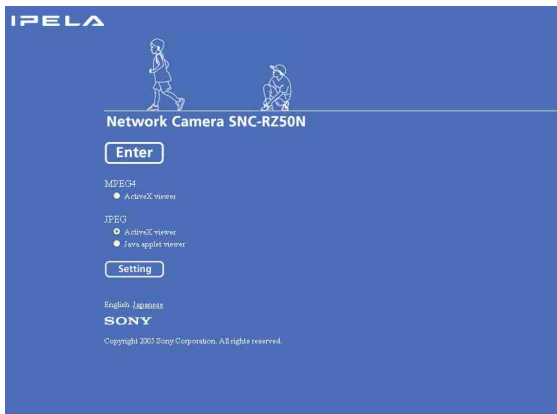 IPELA
Network Camera SNC-RZ50N
Enter
MPEG4
ActiveX viewer
JPEG
ActiveX viewer
Java applet viewer
Setting
English Japanese
SONY
Copyright 2005 Sony Corporation. All rights reserved.